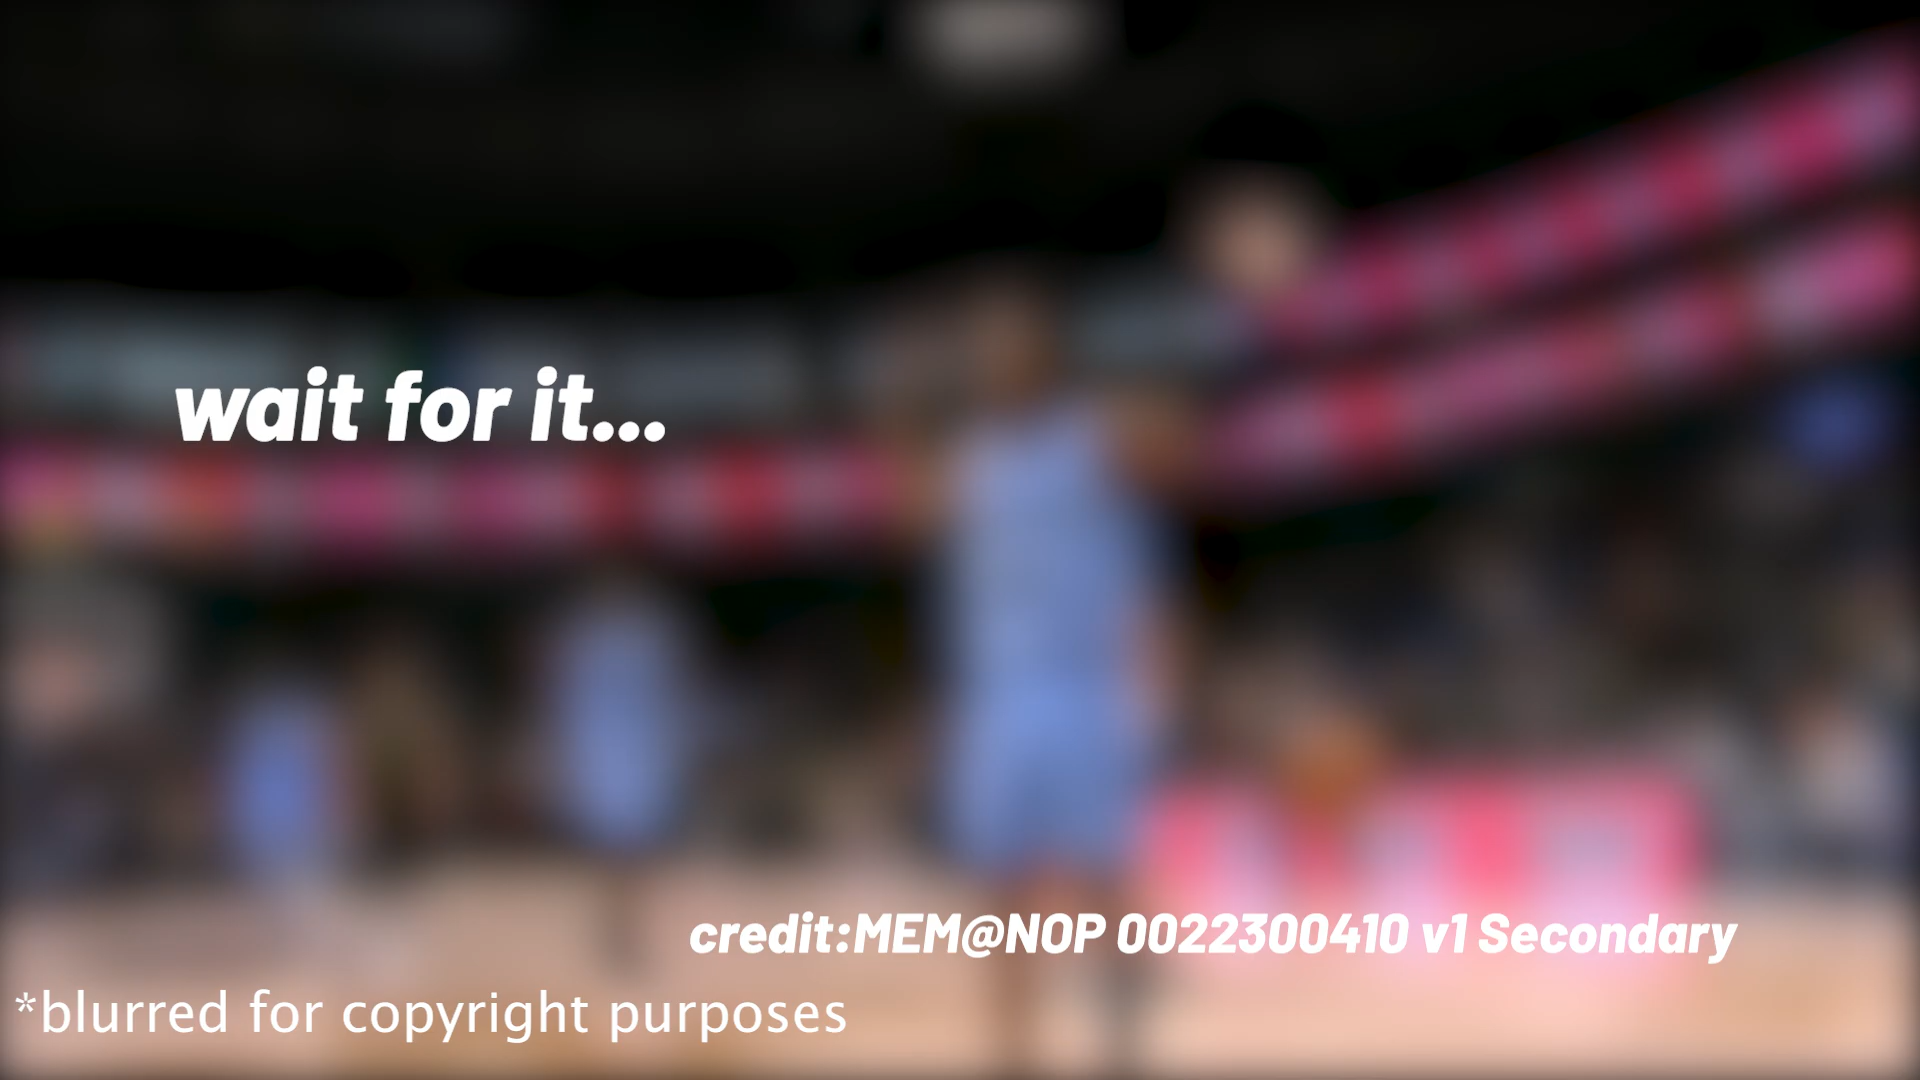 wait for it...
credit:MEM@NOP 0022300410 v1 Secondary
*blurred for copyright purposes